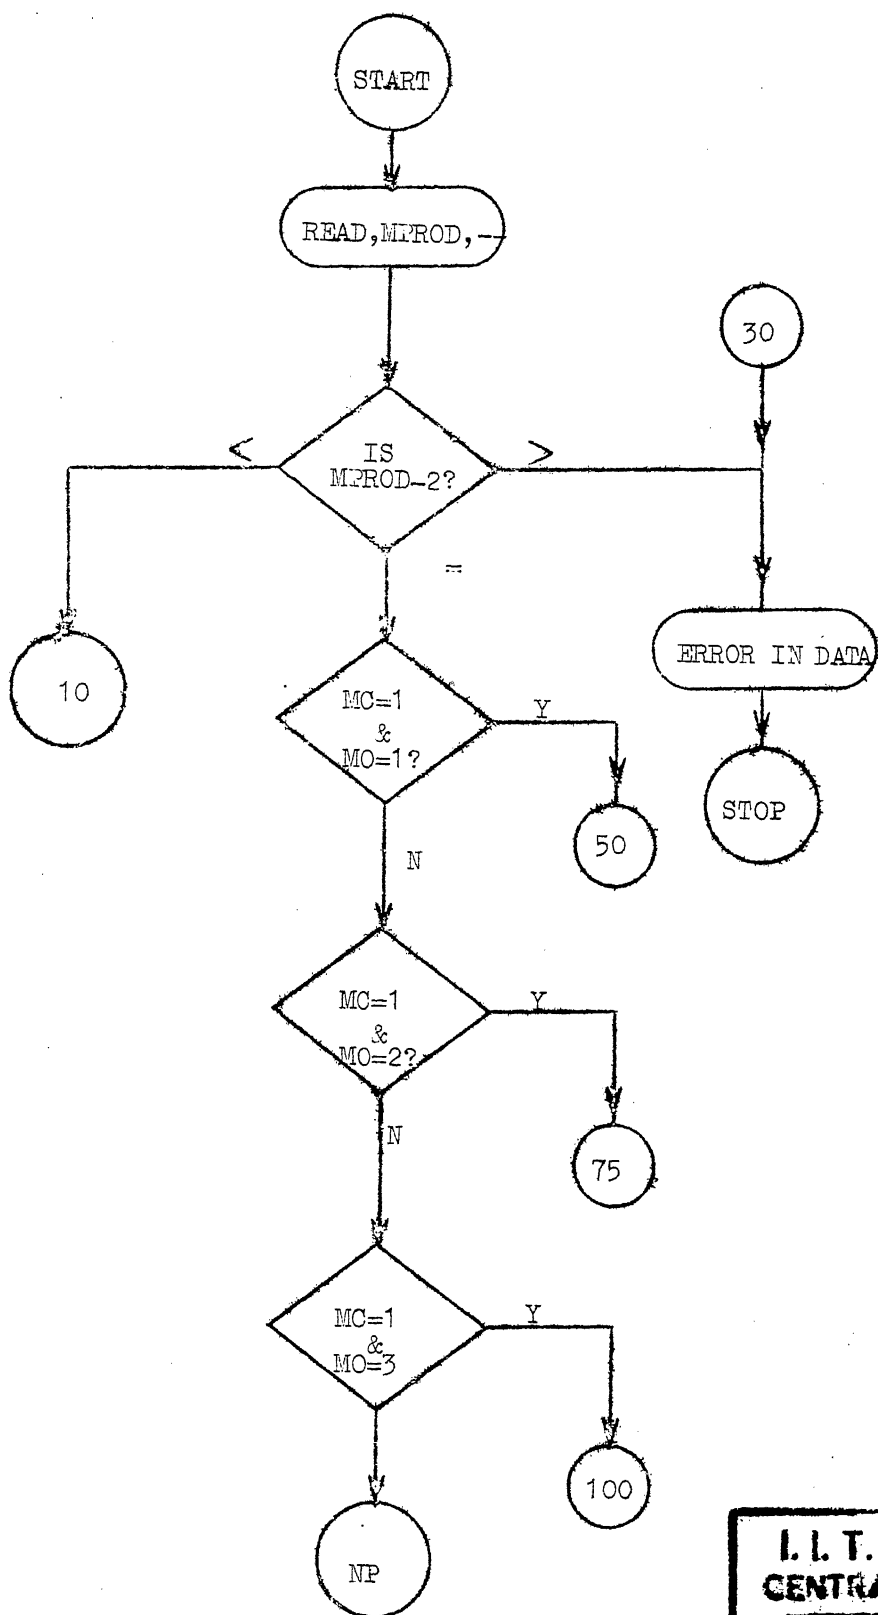 START
READ,MPROD,--
30
<
IS
MPROD-2?
>
=
10
ERROR IN DATA
MC=1
&
MO=1?
Y
STOP
50
N
MC=1
&
MO=2?
Y
N
75
MC=1
&
MO=3
Y
100
NP
I. I. T.
CENTRA